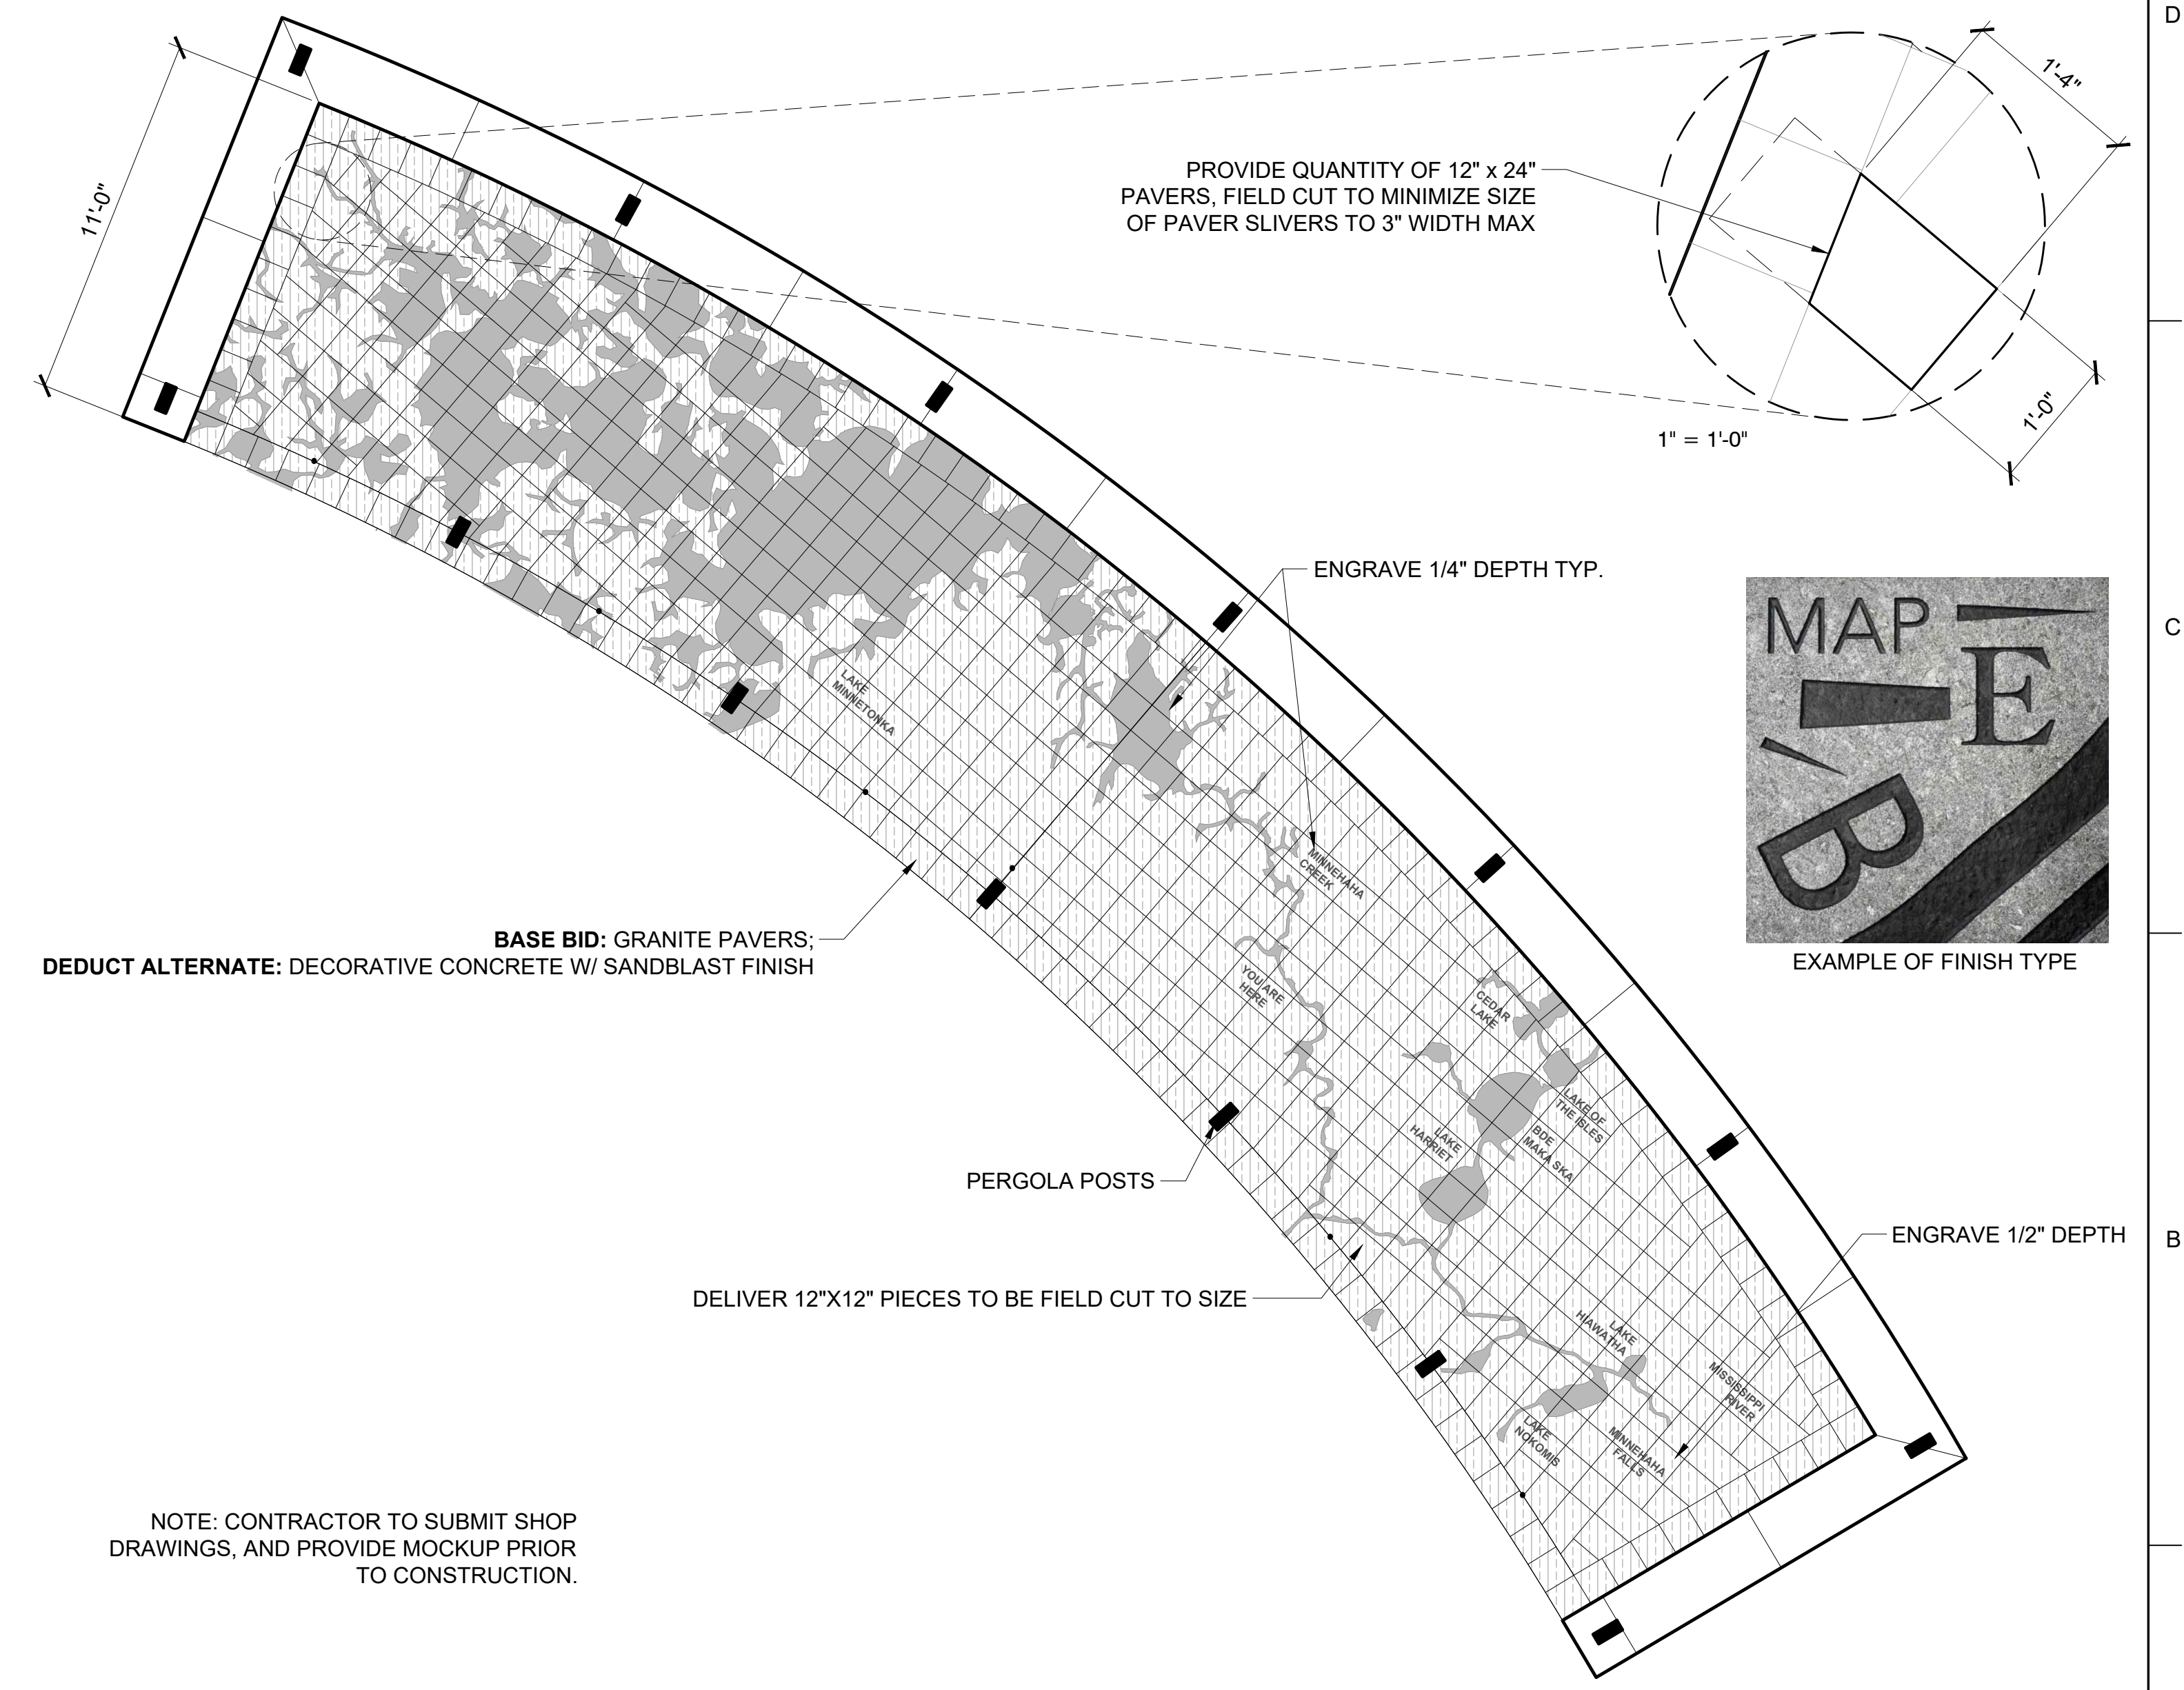 D
1'-4"
11'-0"
PROVIDE QUANTITY OF 12" x 24"
PAVERS, FIELD CUT TO MINIMIZE SIZE
OF PAVER SLIVERS TO 3" WIDTH MAX
1'-0"
1" = 1'-0"
ENGRAVE 1/4" DEPTH TYP.
C
MAP
E
B
EXAMPLE OF FINISH TYPE
LAKE
MINNETONKA
MINNEHAHA
CREEK
BASE BID: GRANITE PAVERS;
DEDUCT ALTERNATE: DECORATIVE CONCRETE W/ SANDBLAST FINISH
YOU ARE
HERE
CEDAR
LAKE
LAKE OF
THE ISLES
BDE
MAKA SKA
LAKE
HARRIET
PERGOLA POSTS
ENGRAVE 1/2" DEPTH
B
DELIVER 12"X12" PIECES TO BE FIELD CUT TO SIZE
LAKE
HIAWATHA
MISSISSIPPI
RIVER
LAKE
NOKOMIS
MINNEHAHA
FALLS
NOTE: CONTRACTOR TO SUBMIT SHOP
DRAWINGS, AND PROVIDE MOCKUP PRIOR
TO CONSTRUCTION.